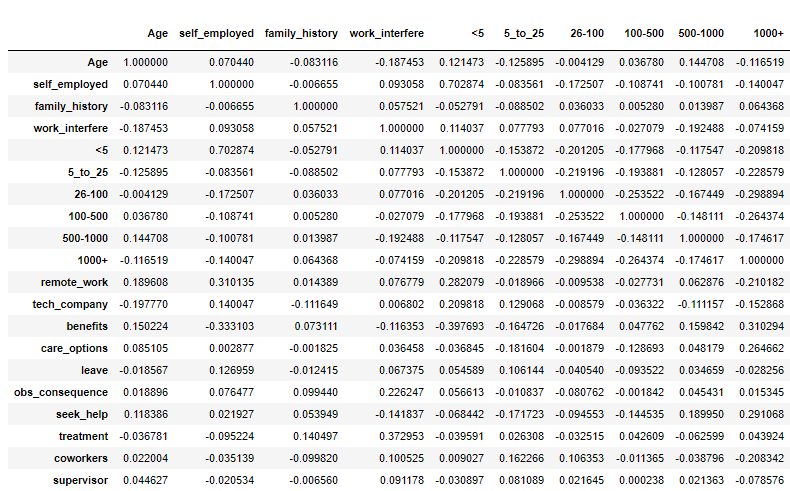 Age self_employed family_history work_interfere <5 5_to_25 26-100 100-500 500-1000 1000+
Age 1.000000 0.070440 -0.083116 -0.187453 0.121473 -0.125895 -0.004129 0.036780 0.144708 -0.116519
self_employed 0.070440 1.000000 -0.006655 0.093058 0.702874 -0.083561 -0.172507 -0.108741 -0.100781 -0.140047
family_history -0.083116 -0.006655 1.000000 0.057521 -0.052791 -0.088502 0.036033 0.005280 0.013987 0.064368
work_interfere -0.187453 0.093058 0.057521 1.000000 0.114037 0.077793 0.077016 -0.027079 -0.192488 -0.074159
<5 0.121473 0.702874 -0.052791 0.114037 1.000000 -0.153872 -0.201205 -0.177968 -0.117547 -0.209818
5_to_25 -0.125895 -0.083561 -0.088502 0.077793 -0.153872 1.000000 -0.219196 -0.193881 -0.128057 -0.228579
26-100 -0.004129 -0.172507 0.036033 0.077016 -0.201205 -0.219196 1.000000 -0.253522 -0.167449 -0.298894
100-500 0.036780 -0.108741 0.005280 -0.027079 -0.177968 -0.193881 -0.253522 1.000000 -0.148111 -0.264374
500-1000 0.144708 -0.100781 0.013987 -0.192488 -0.117547 -0.128057 -0.167449 -0.148111 1.000000 -0.174617
1000+ -0.116519 -0.140047 0.064368 -0.074159 -0.209818 -0.228579 -0.298894 -0.264374 -0.174617 1.000000
remote_work 0.189608 0.310135 0.014389 0.076779 0.282079 -0.018966 -0.009538 -0.027731 0.062876 -0.210182
tech_company -0.197770 0.140047 -0.111649 0.006802 0.209818 0.129068 -0.008579 -0.036322 -0.111157 -0.152868
benefits 0.150224 -0.333103 0.073111 -0.116353 -0.397693 -0.164726 -0.017684 0.047762 0.159842 0.310294
care_options 0.085105 0.002877 -0.001825 0.036458 -0.036845 -0.181604 -0.001879 -0.128693 0.048179 0.264662
leave -0.018567 0.126959 -0.012415 0.067375 0.054589 0.106144 -0.040540 -0.093522 0.034659 -0.028256
obs_consequence 0.018896 0.076477 0.099440 0.226247 0.056613 -0.010837 -0.080762 -0.001842 0.045431 0.015345
seek_help 0.118386 0.021927 0.053949 -0.141837 -0.068442 -0.171723 -0.094553 -0.144535 0.189950 0.291068
treatment -0.036781 -0.095224 0.140497 0.372953 -0.039591 0.026308 -0.032515 0.042609 -0.062599 0.043924
coworkers 0.022004 -0.035139 -0.099820 0.100525 0.009027 0.162266 0.106353 -0.011365 -0.038796 -0.208342
supervisor 0.044627 -0.020534 -0.006560 0.091178 -0.030897 0.081089 0.021645 0.000238 0.021363 -0.078576